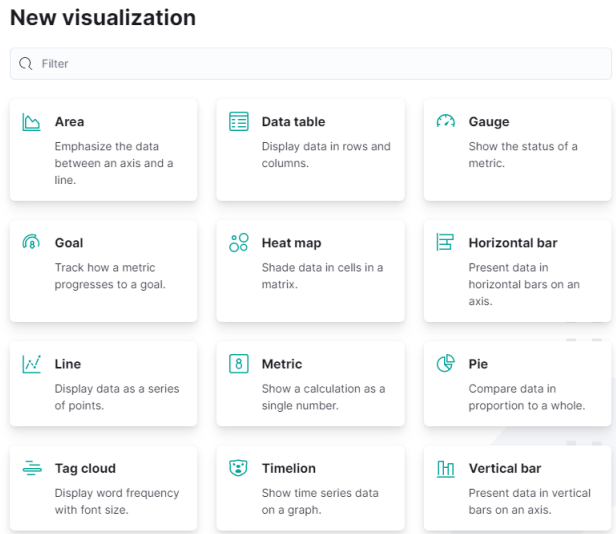 New visualization
Filter
Area
Emphasize the data
between an axis and a
line.
Data table
Display data in rows and
columns.
Gauge
Show the status of a
metric.
8
Goal
Track how a metric
progresses to a goal.
Heat map
Shade data in cells in a
matrix.
Horizontal bar
Present data in
horizontal bars on an
axis.
Line
Display data as a series
of points.
8
Metric
Show a calculation as a
single number.
Pie
Compare data in
proportion to a whole.
Tag cloud
Display word frequency
with font size.
Timelion
Show time series data
on a graph.
Vertical bar
Present data in vertical
bars on an axis.